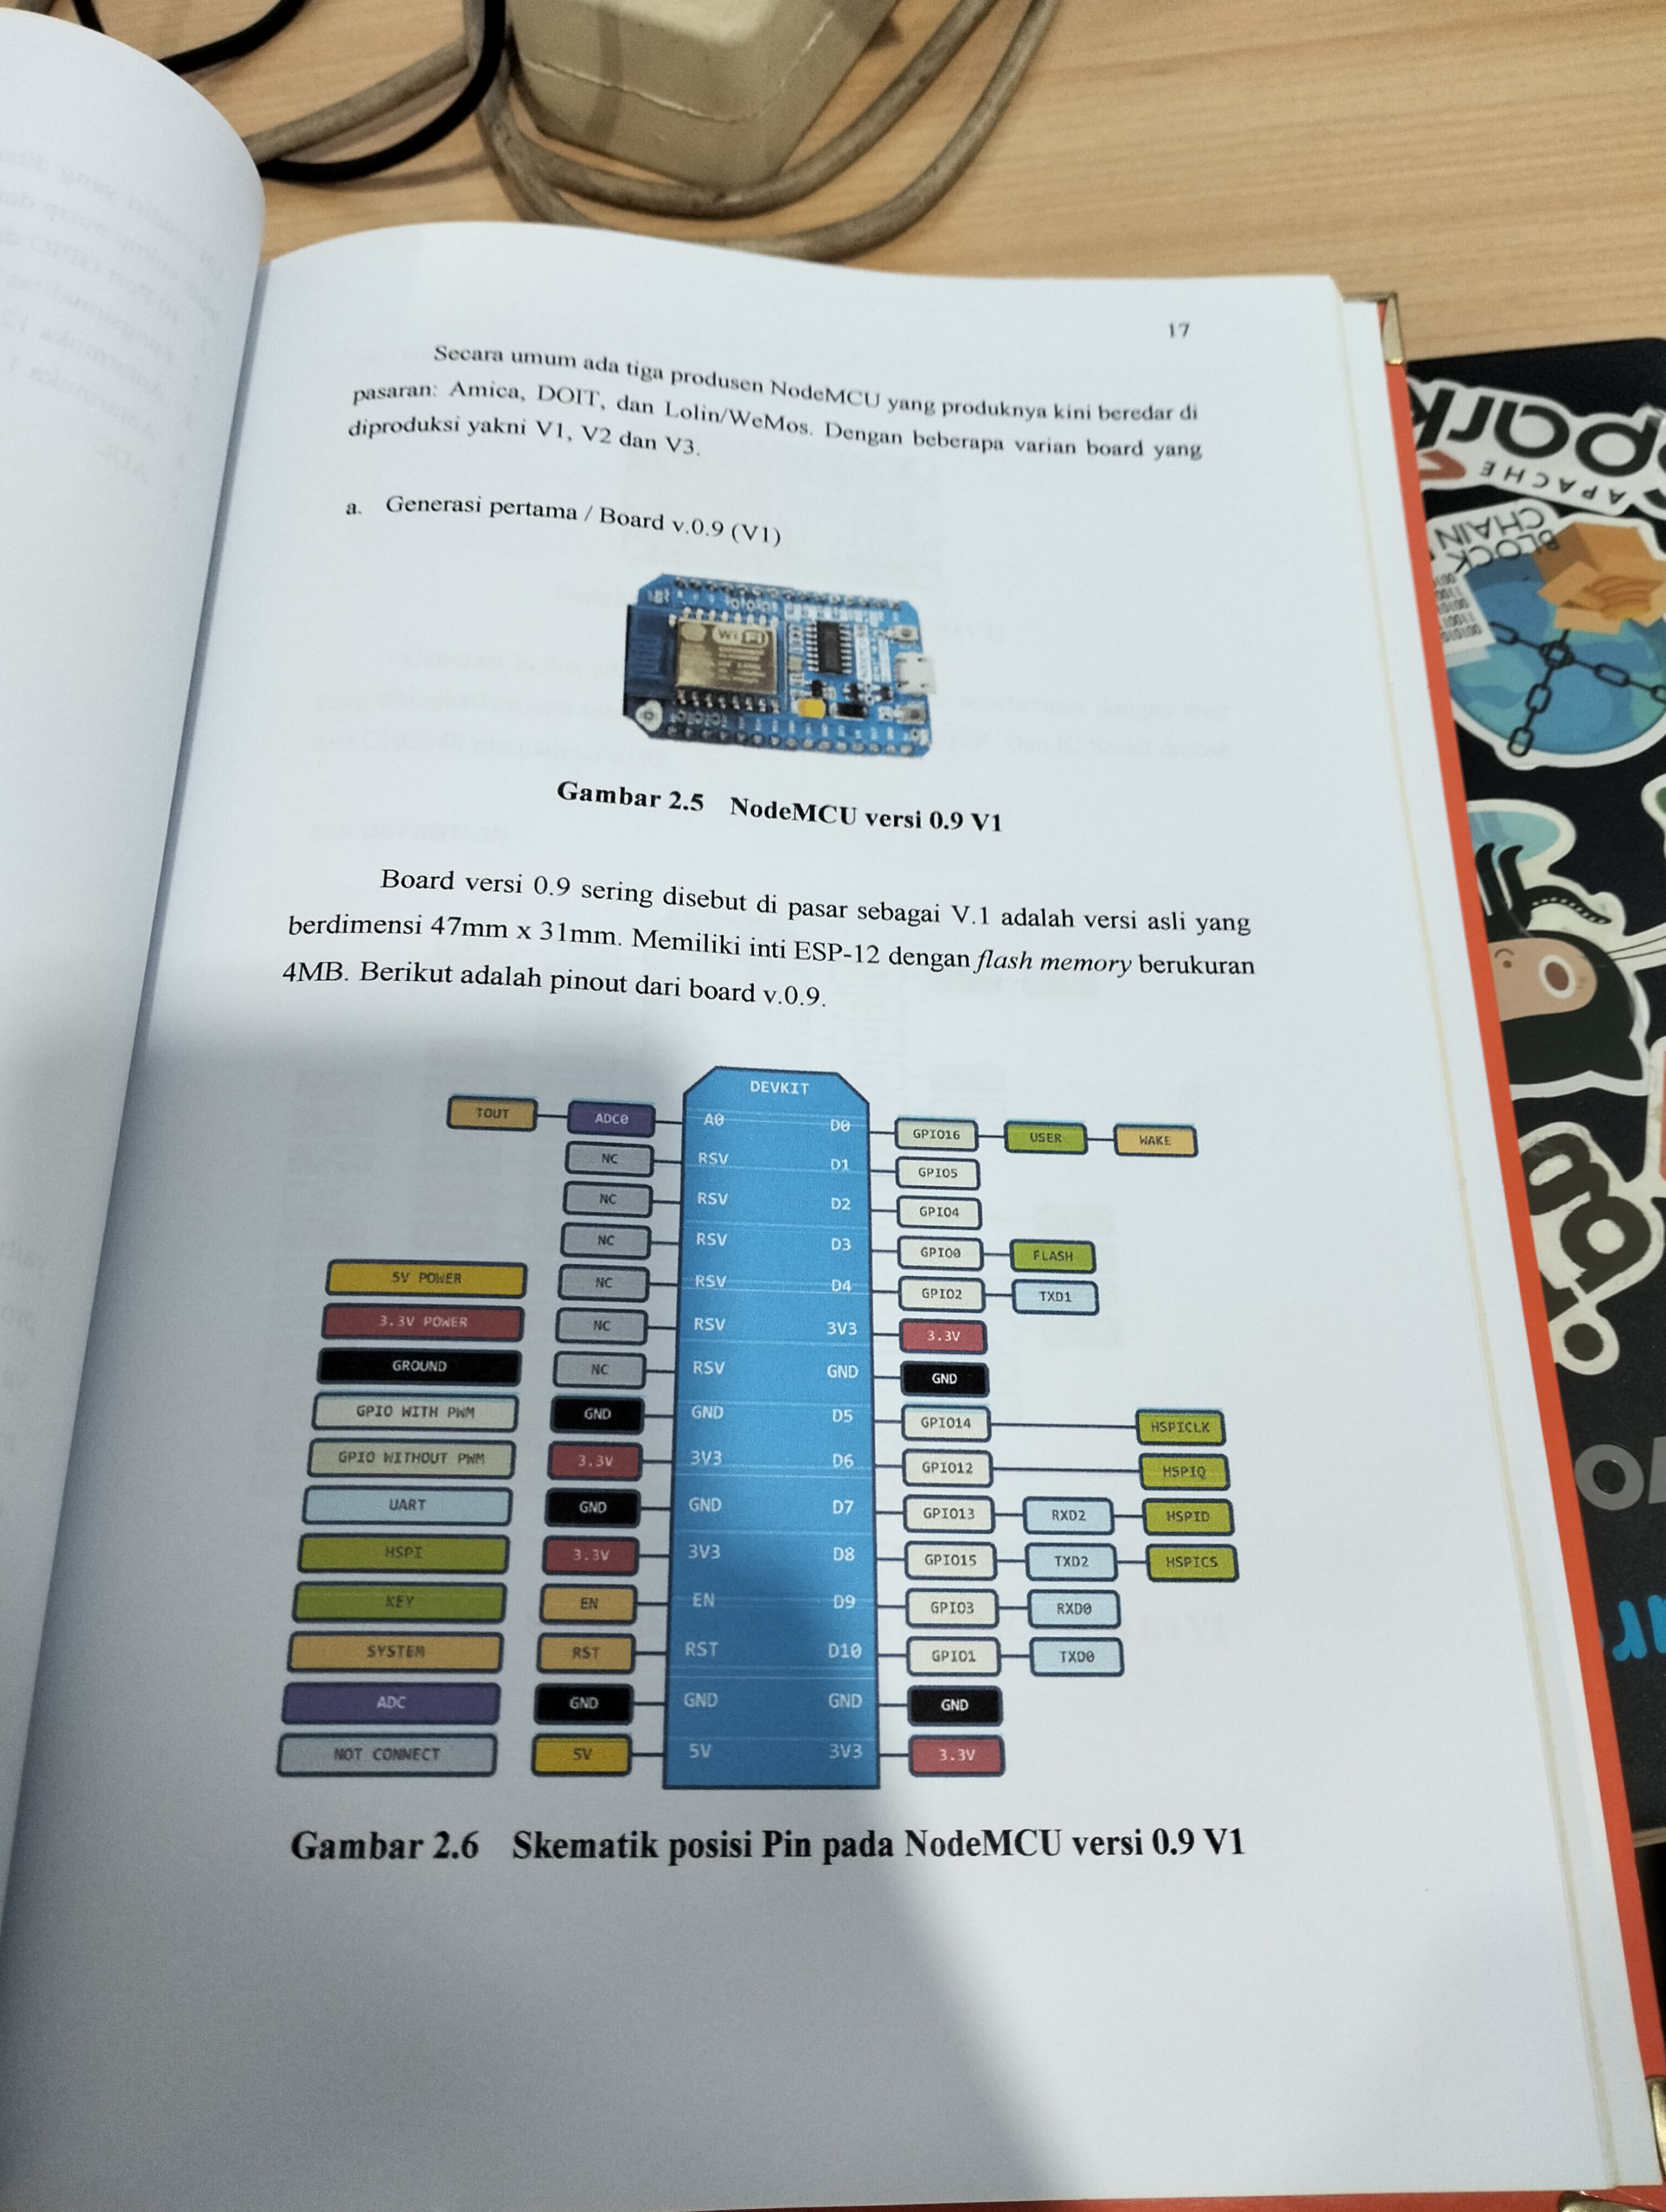 17
Secara umum ada tiga produsen NodeMCU yang produknya kini beredar di
pasaran: Amica, DOIT, dan Lolin/WeMos. Dengan beberapa varian board yang
diproduksi yakni V1, V2 dan V3.
a. Generasi pertama / Board v.0.9 (V1)
Gambar 2.5 NodeMCU versi 0.9 V1
Board versi 0.9 sering disebut di pasar sebagai V.1 adalah versi asli yang
berdimensi 47mm x 31mm. Memiliki inti ESP-12 dengan flash memory berukuran
4MB. Berikut adalah pinout dari board v.0.9.
DEVKIT
TOUT ADC0 A0 D0 GPIO16 USER WAKE
NC RSV D1 GPIO5
NC RSV D2 GPIO4
NC RSV D3 GPIO0 FLASH
5V POWER NC RSV D4 GPIO2 TXD1
3.3V POWER NC RSV 3V3 3.3V
GROUND NC RSV GND GND
GPIO WITH PWM GND GND D5 GPIO14 HSPICLK
GPIO WITHOUT PWM 3.3V 3V3 D6 GPIO12 HSPIQ
UART GND GND D7 GPIO13 RXD2 HSPID
HSPI 3.3V 3V3 D8 GPIO15 TXD2 HSPICS
KEY EN EN D9 GPIO3 RXD0
SYSTEM RST RST D10 GPIO1 TXD0
ADC GND GND GND GND
NOT CONNECT 5V 5V 3V3 3.3V
Gambar 2.6 Skematik posisi Pin pada NodeMCU versi 0.9 V1
APACHE
BLOCK
CHAIN